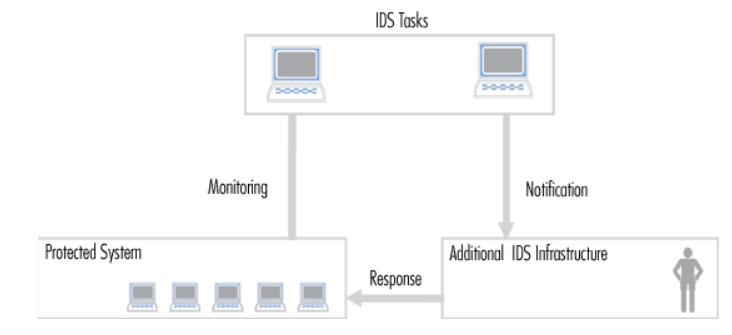 IDS Tasks
Monitoring
Notification
Protected System
Additional IDS Infrastructure
Response